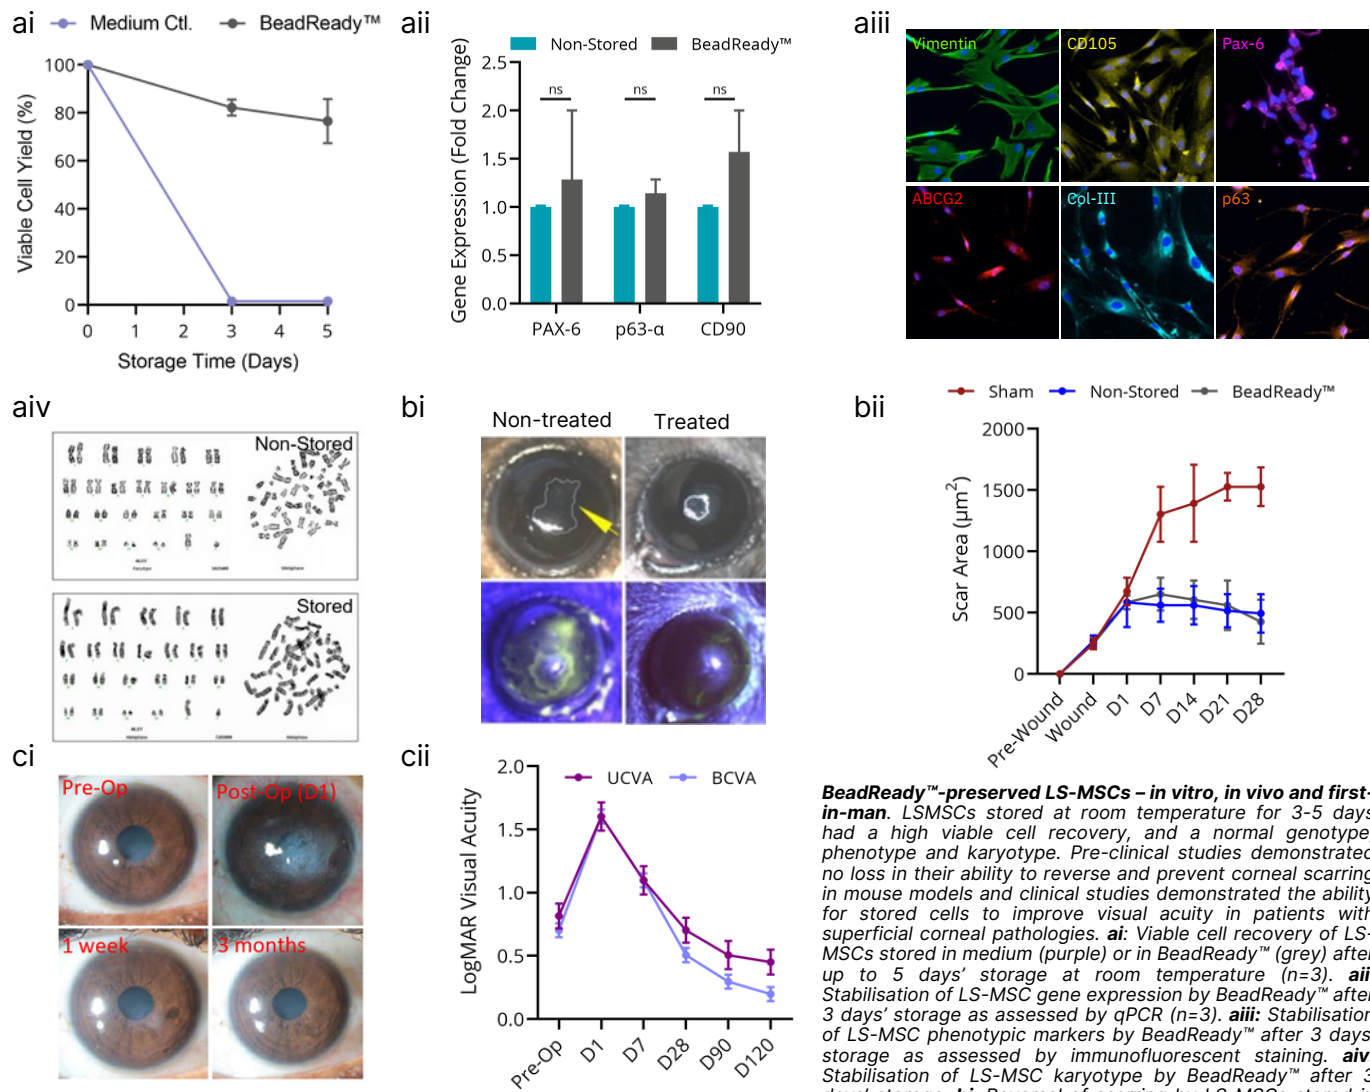 ai
Medium Ctl.
BeadReady™
Viable Cell Yield (%)
100
80
60
40
20
0
0 1 2 3 4 5
Storage Time (Days)
aii
Non-Stored
BeadReady™
Gene Expression (Fold Change)
2.5
2.0
1.5
1.0
0.5
0.0
ns ns ns
PAX-6 p63-α CD90
aiii
Vimentin
CD105
Pax-6
ABCG2
Col-III
p63
aiv
Non-Stored
Stored
bi
Non-treated
Treated
bii
Sham
Non-Stored
BeadReady™
Scar Area (µm²)
2000
1500
1000
500
0
Pre-Wound
Wound
D1
D7
D14
D21
D28
ci
Pre-Op
Post-Op (D1)
1 week
3 months
cii
UCVA
BCVA
LogMAR Visual Acuity
2.0
1.5
1.0
0.5
0.0
Pre-Op
D1
D7
D28
D90
D120
BeadReady™-preserved LS-MSCs – in vitro, in vivo and first-
in-man. LSMSCs stored at room temperature for 3-5 days
had a high viable cell recovery, and a normal genotype,
phenotype and karyotype. Pre-clinical studies demonstrated
no loss in their ability to reverse and prevent corneal scarring
in mouse models and clinical studies demonstrated the ability
for stored cells to improve visual acuity in patients with
superficial corneal pathologies. ai: Viable cell recovery of LS-
MSCs stored in medium (purple) or in BeadReady™ (grey) after
up to 5 days’ storage at room temperature (n=3). aii
Stabilisation of LS-MSC gene expression by BeadReady™ after
3 days’ storage as assessed by qPCR (n=3). aiii: Stabilisation
of LS-MSC phenotypic markers by BeadReady™ after 3 days
storage as assessed by immunofluorescent staining. aiv
Stabilisation of LS-MSC karyotype by BeadReady™ after 3